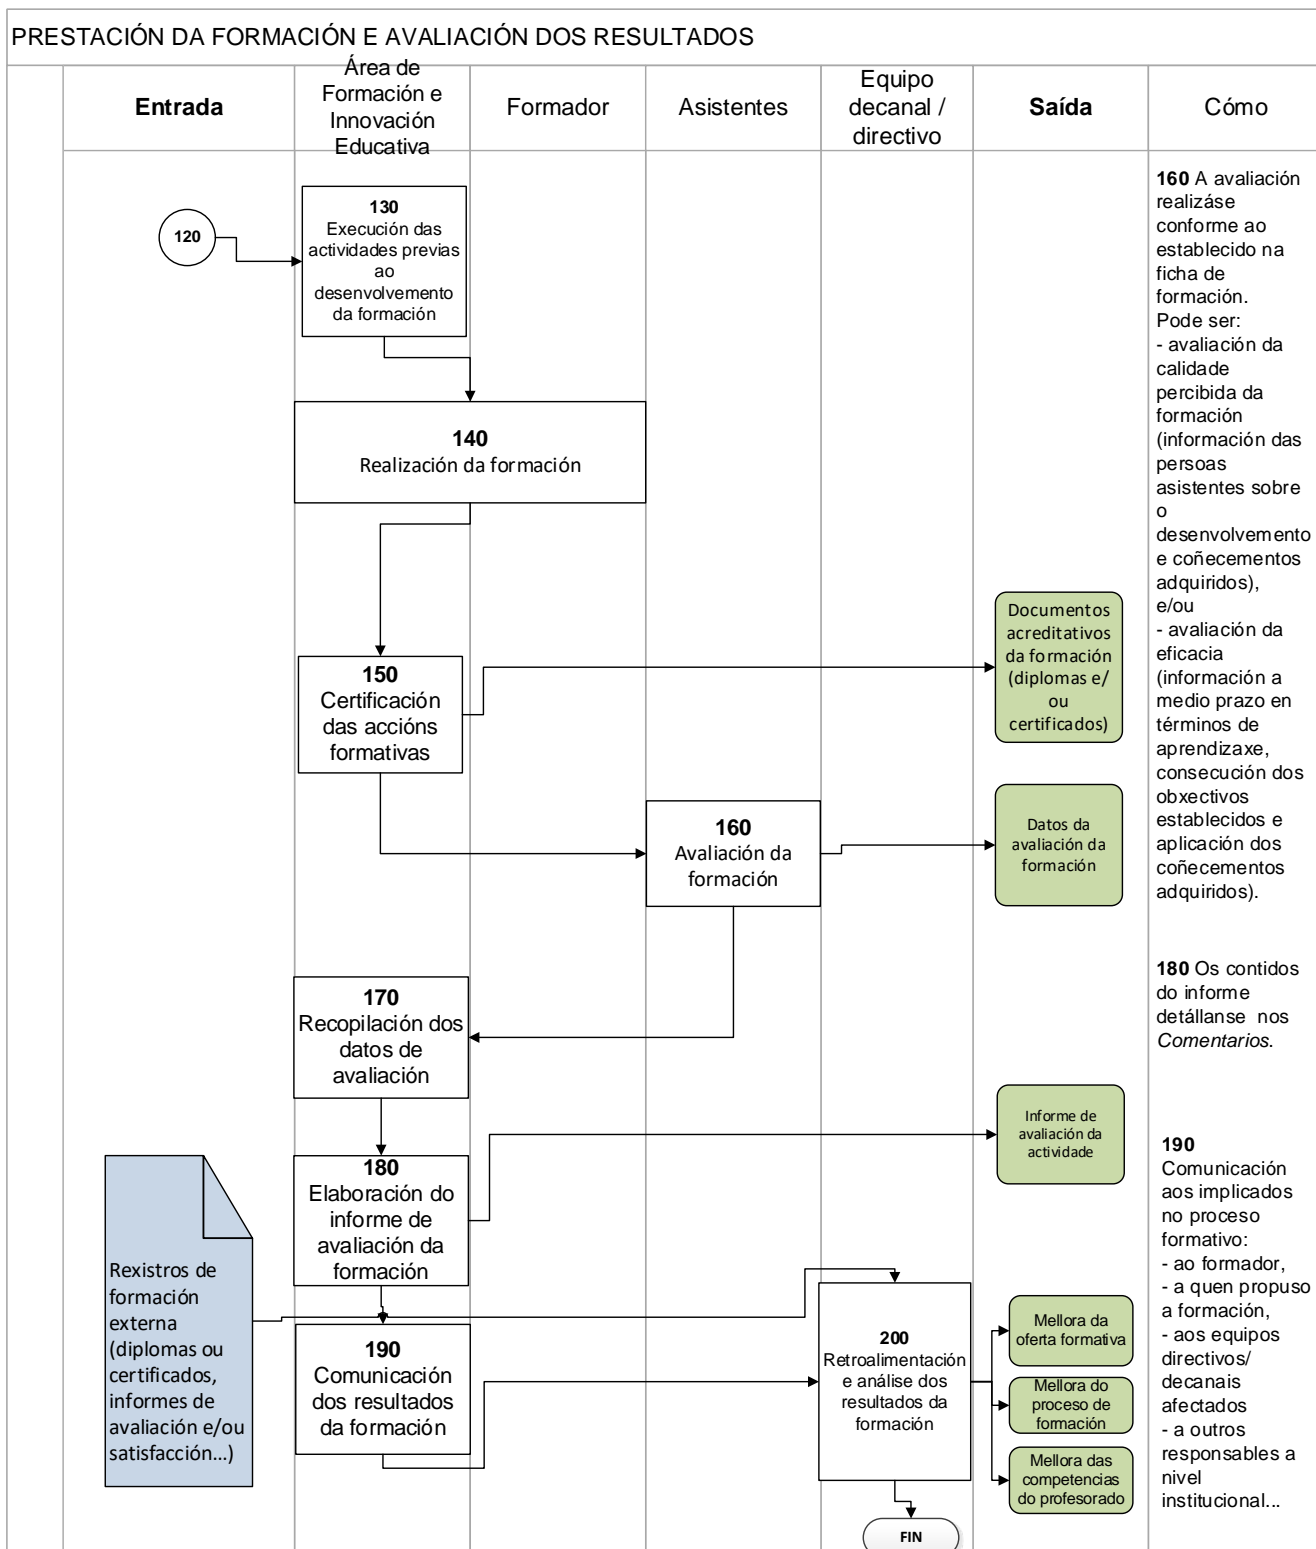 PRESTACIÓN DA FORMACIÓN E AVALIACIÓN DOS RESULTADOS
Entrada
Área de
Formación e
Innovación
Educativa
Formador
Asistentes
Equipo
decanal /
directivo
Saída
Cómo
120
130
Execución das
actividades previas
ao
desenvolvemento
da formación
140
Realización da formación
150
Certificación
das accións
formativas
Documentos
acreditativos
da formación
(diplomas e/
ou
certificados)
160
Avaliación da
formación
Datos da
avaliación da
formación
170
Recopilación dos
datos de
avaliación
180
Elaboración do
informe de
avaliación da
formación
Informe de
avaliación da
actividade
Rexistros de
formación
externa
(diplomas ou
certificados,
informes de
avaliación e/ou
satisfacción...)
190
Comunicación
dos resultados
da formación
200
Retroalimentación
e análise dos
resultados da
formación
Mellora da
oferta formativa
Mellora do
proceso de
formación
Mellora das
competencias
do profesorado
FIN
160 A avaliación
realizáse
conforme ao
establecido na
ficha de
formación.
Pode ser:
- avaliación da
calidade
percibida da
formación
(información das
persoas
asistentes sobre
o
desenvolvemento
e coñecementos
adquiridos),
e/ou
- avaliación da
eficacia
(información a
medio prazo en
términos de
aprendizaxe,
consecución dos
obxectivos
establecidos e
aplicación dos
coñecementos
adquiridos).
180 Os contidos
do informe
detállanse nos
Comentarios.
190
Comunicación
aos implicados
no proceso
formativo:
- ao formador,
- a quen propuso
a formación,
- aos equipos
directivos/
decanais
afectados
- a outros
responsables a
nivel
institucional...